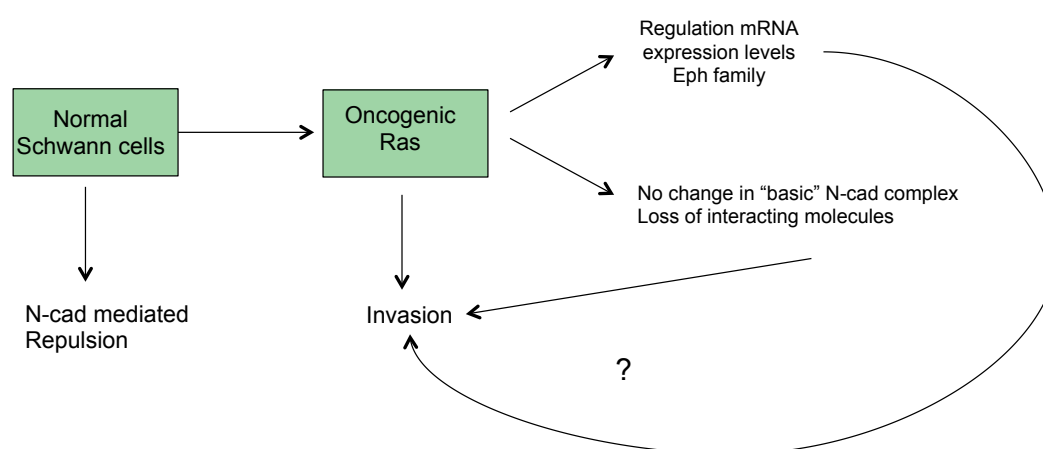 Regulation mRNA
expression levels
Eph family
Normal
Schwann cells
Oncogenic
Ras
No change in “basic” N-cad complex
Loss of interacting molecules
N-cad mediated
Repulsion
Invasion
?